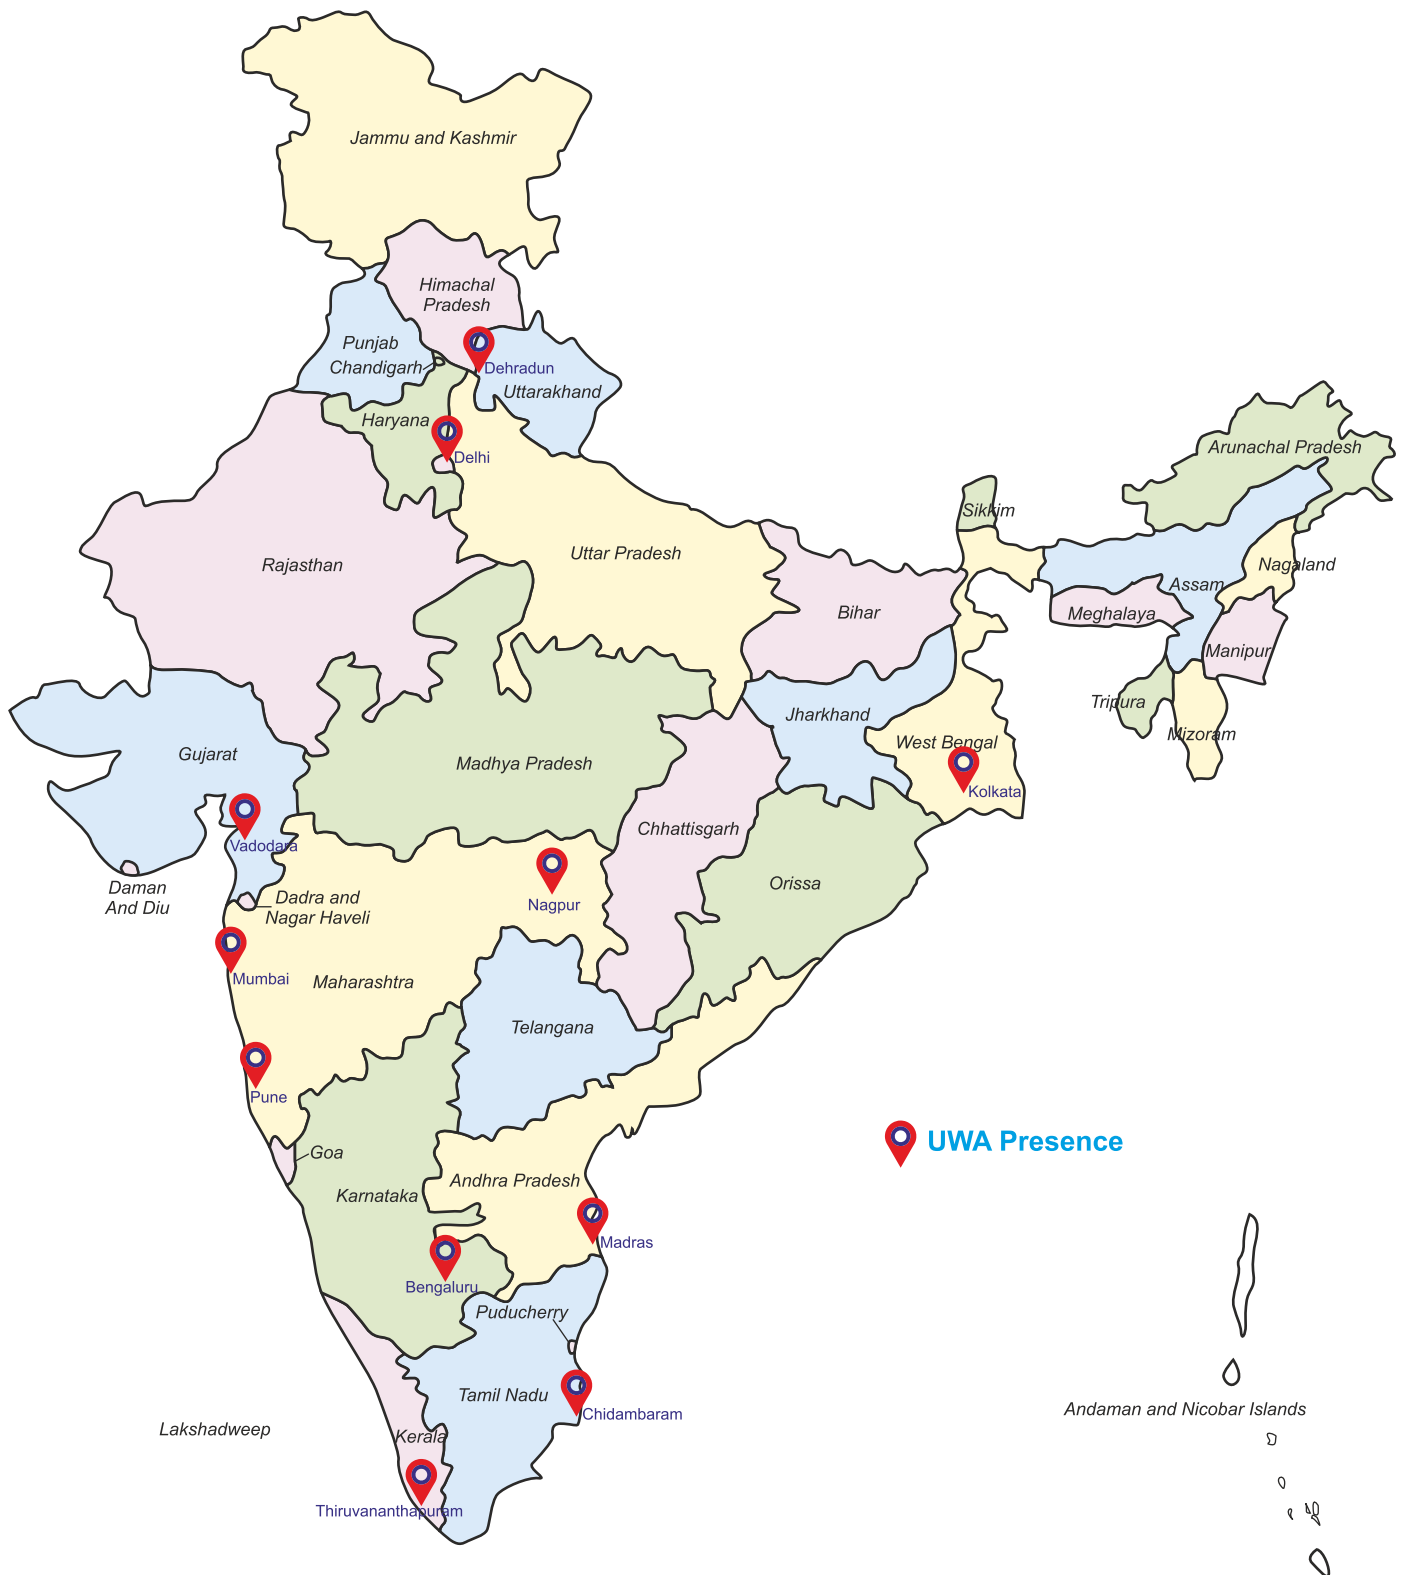 Jammu and Kashmir
Himachal
Pradesh
Punjab
Chandigarh
Dehradun
Uttarakhand
Haryana
Delhi
Arunachal Pradesh
Sikkim
Rajasthan
Uttar Pradesh
Nagaland
Assam
Bihar
Meghalaya
Manipur
Tripura
Jharkhand
Mizoram
West Bengal
Gujarat
Madhya Pradesh
Kolkata
Chhattisgarh
Vadodara
Orissa
Daman
And Diu
Dadra and
Nagar Haveli
Nagpur
Mumbai
Maharashtra
Telangana
Pune
UWA Presence
Goa
Andhra Pradesh
Karnataka
Madras
Bengaluru
Puducherry
Tamil Nadu
Chidambaram
Andaman and Nicobar Islands
Lakshadweep
Kerala
Thiruvananthapuram